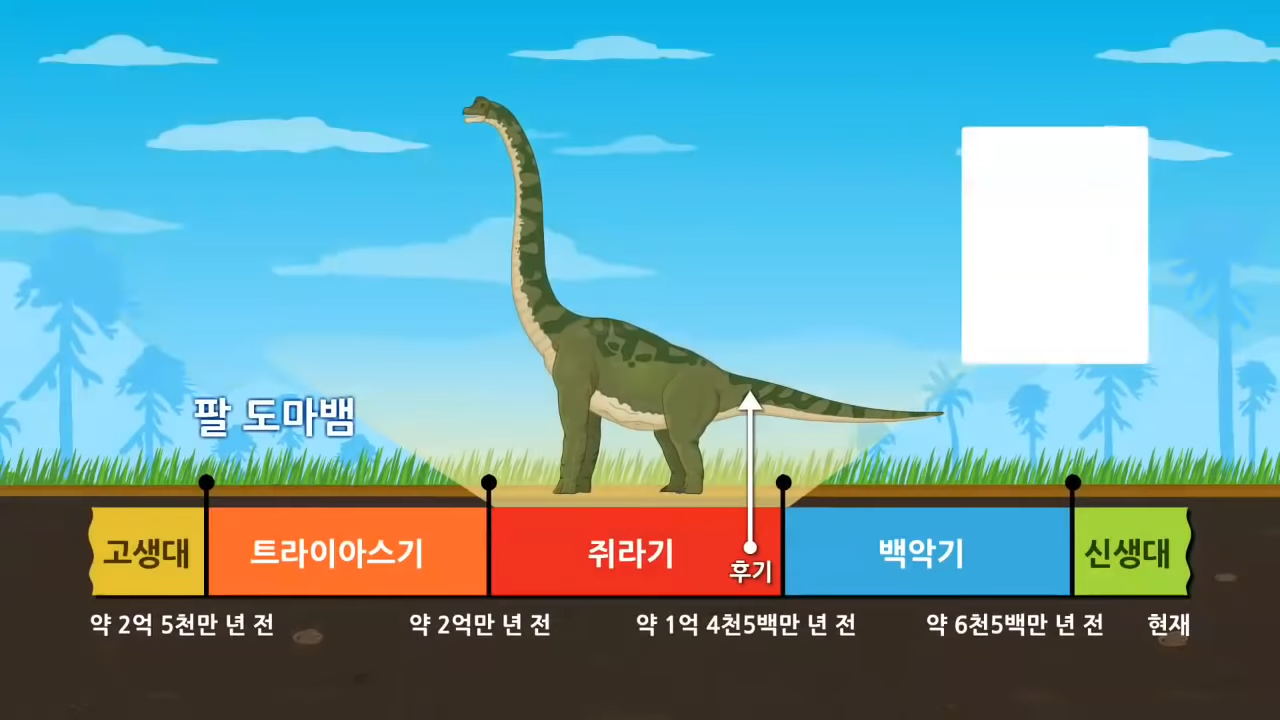 팔 도마뱀
고생대
트라이아스기
쥐라기
후기
백악기
신생대
약 2억 5천만 년 전
약 2억만 년 전
약 1억 4천5백만 년 전
약 6천5백만 년 전
현재